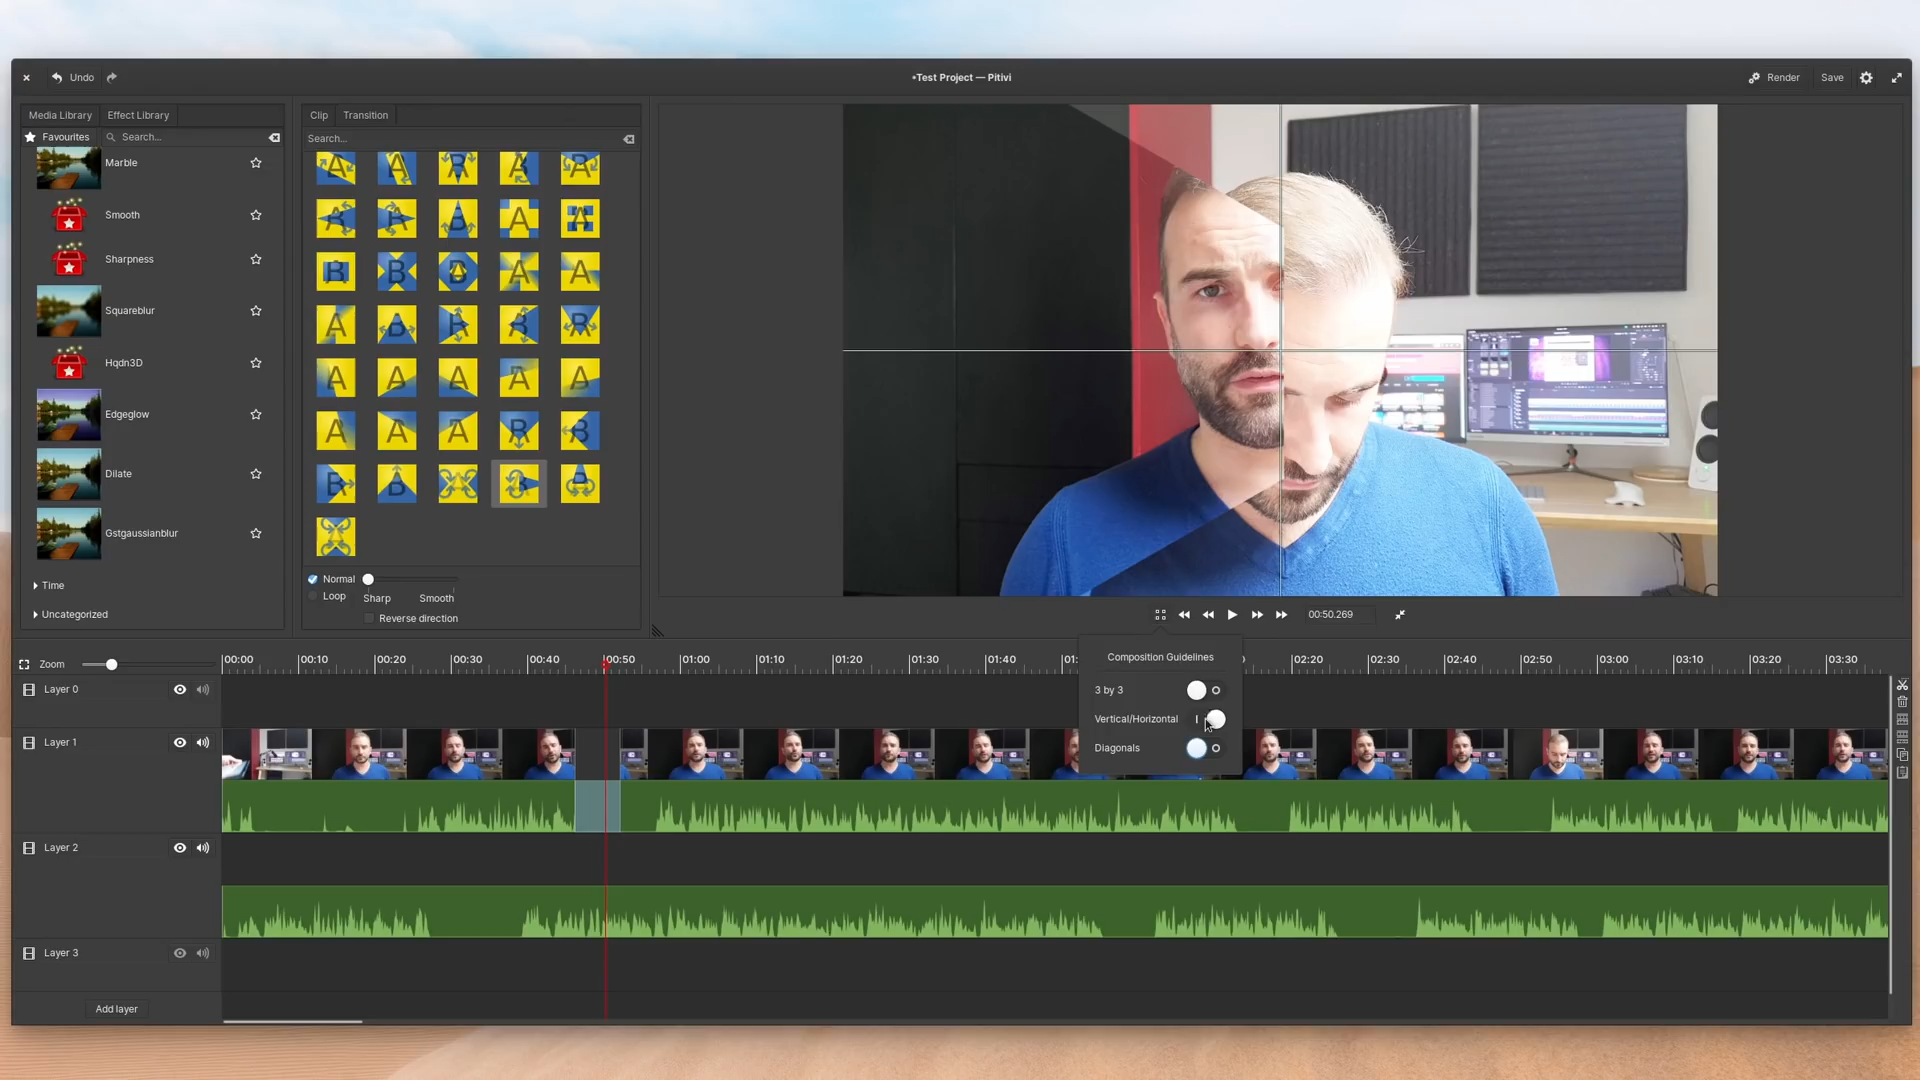 Undo
•Test Project — Pitivi
Render
Save
Media Library
Effect Library
Clip
Transition
Favourites
Search...
Search...
Marble
Smooth
Sharpness
Squareblur
Hqdn3D
Edgeglow
Dilate
Gstgaussianblur
Time
Uncategorized
Normal
Loop
Sharp
Smooth
Reverse direction
00:50.269
Zoom
00:00
00:10
00:20
00:30
00:40
00:50
01:00
01:10
01:20
01:30
01:40
02:20
02:30
02:40
02:50
03:00
03:10
03:20
03:30
Composition Guidelines
3 by 3
Vertical/Horizontal
Diagonals
Layer 0
Layer 1
Layer 2
Layer 3
Add layer